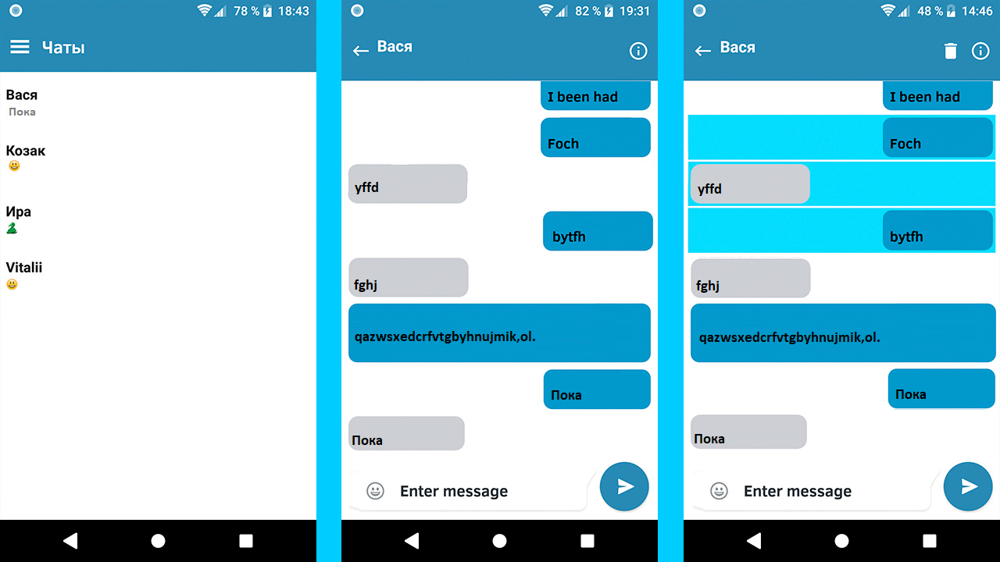 78 % 18:43
Чаты
Вася
Пока
Козак
Ира
Vitalii
82 % 19:31
Вася
I been had
Foch
yffd
bytfh
fghj
qazwsxedcrfvtgbyhnujmik,ol.
Пока
Пока
Enter message
48 % 14:46
Вася
I been had
Foch
yffd
bytfh
fghj
qazwsxedcrfvtgbyhnujmik,ol.
Пока
Пока
Enter message